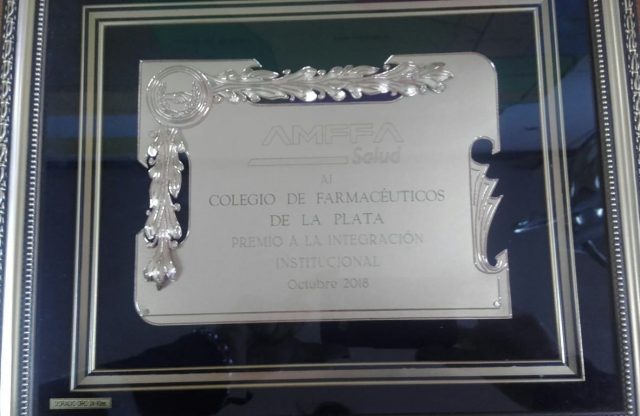 AMFFA
Salud
Al
COLEGIO DE FARMACÉUTICOS
DE LA PLATA
PREMIO A LA INTEGRACIÓN
INSTITUCIONAL
Octubre 2018